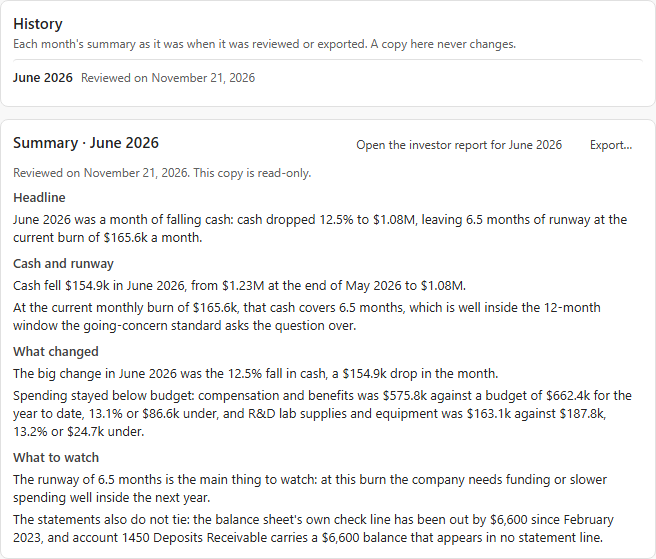 History
Each month's summary as it was when it was reviewed or exported. A copy here never changes.
June 2026 Reviewed on November 21, 2026
Summary · June 2026
Open the investor report for June 2026
Export...
Reviewed on November 21, 2026. This copy is read-only.
Headline
June 2026 was a month of falling cash: cash dropped 12.5% to $1.08M, leaving 6.5 months of runway at the
current burn of $165.6k a month.
Cash and runway
Cash fell $154.9k in June 2026, from $1.23M at the end of May 2026 to $1.08M.
At the current monthly burn of $165.6k, that cash covers 6.5 months, which is well inside the 12-month
window the going-concern standard asks the question over.
What changed
The big change in June 2026 was the 12.5% fall in cash, a $154.9k drop in the month.
Spending stayed below budget: compensation and benefits was $575.8k against a budget of $662.4k for the
year to date, 13.1% or $86.6k under, and R&D lab supplies and equipment was $163.1k against $187.8k,
13.2% or $24.7k under.
What to watch
The runway of 6.5 months is the main thing to watch: at this burn the company needs funding or slower
spending well inside the next year.
The statements also do not tie: the balance sheet's own check line has been out by $6,600 since February
2023, and account 1450 Deposits Receivable carries a $6,600 balance that appears in no statement line.